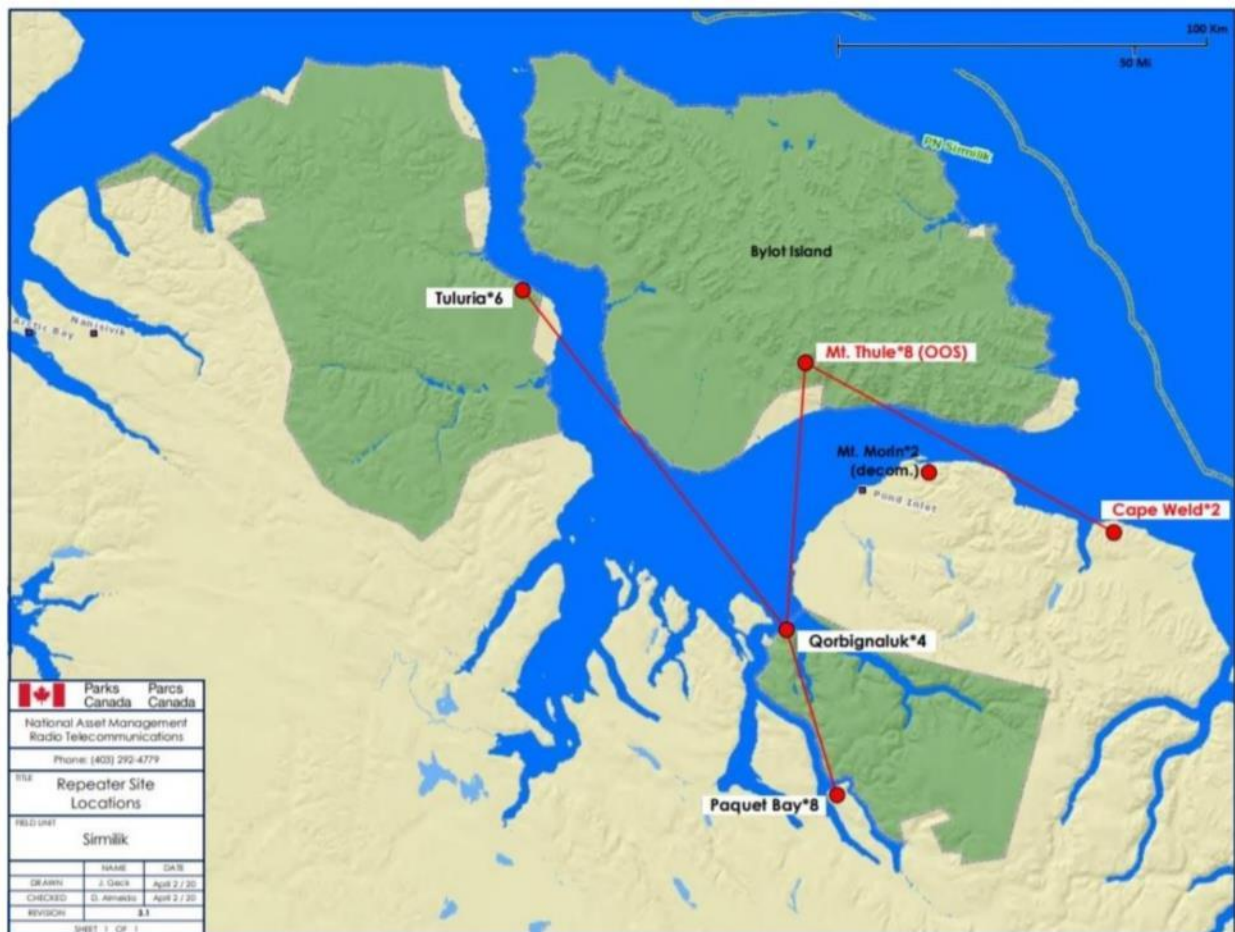 100 Km
50 Mi
PN Sirmilik
Bylot Island
Tuluria*6
Nanisivik
Arctic Bay
Mt. Thule*8 (OOS)
Mt. Morin*2
(decom.)
Pond Inlet
Cape Weld*2
Qorbignaluk*4
Paquet Bay*8
Parks Canada
Parcs Canada
National Asset Management
Radio Telecommunications
Phone: (403) 292-4779
TITLE
Repeater Site
Locations
FIELD UNIT
Sirmilik
NAME DATE
DRAWN J. Geck April 2 / 20
CHECKED D. Almeida April 2 / 20
REVISION 3.1
SHEET 1 OF 1